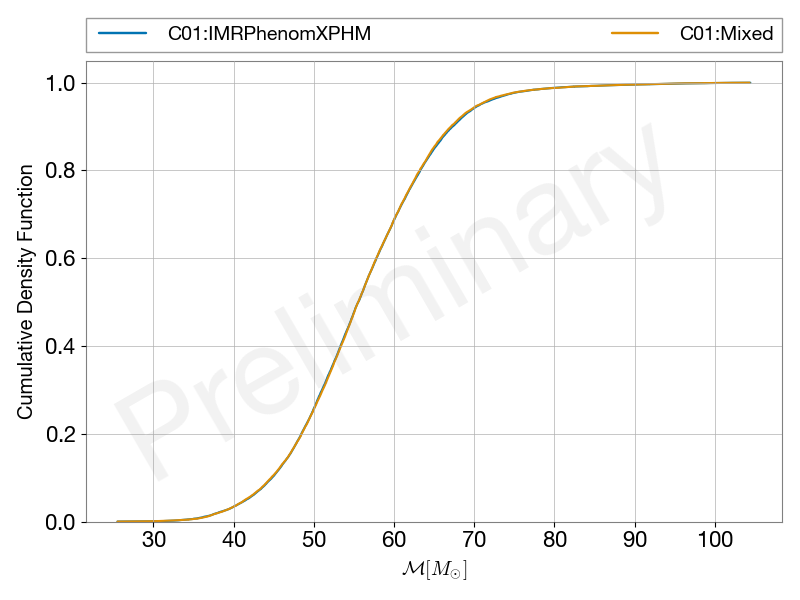 C01:IMRPhenomXPHM C01:Mixed
1.0
0.8
0.6
0.4
0.2
0.0
Cumulative Density Function
Preliminary
30 40 50 60 70 80 90 100
ℳ[M⊙]